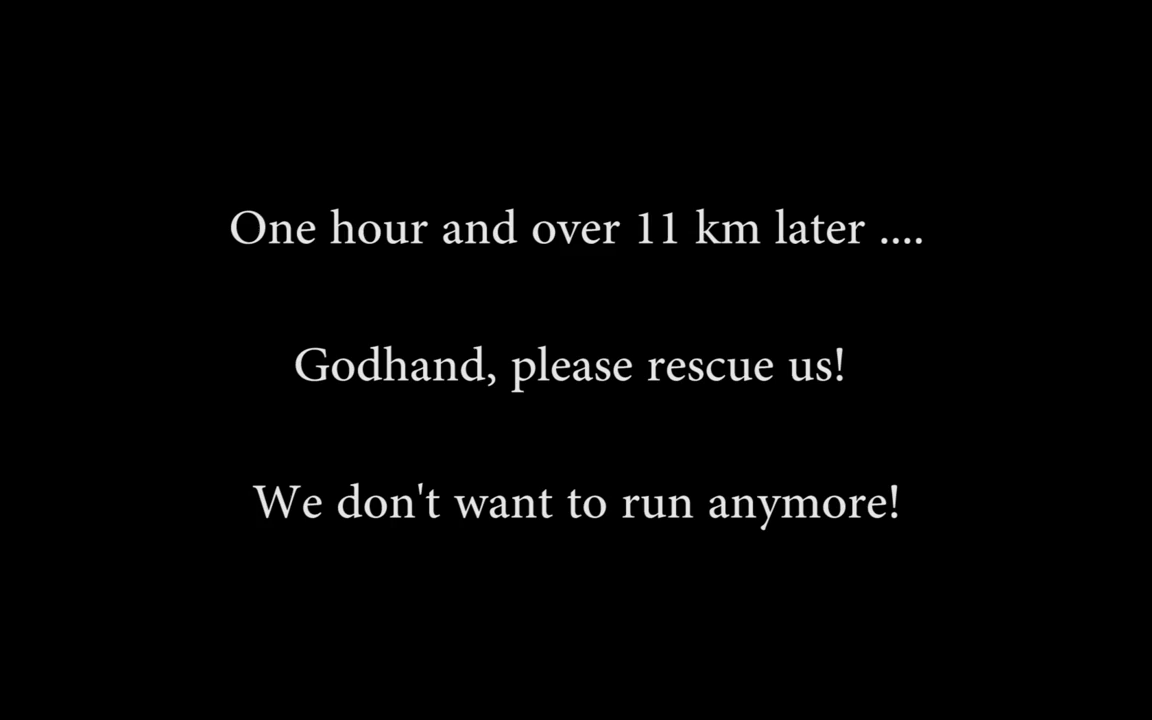 One hour and over 11 km later ....
Godhand, please rescue us!
We don't want to run anymore!